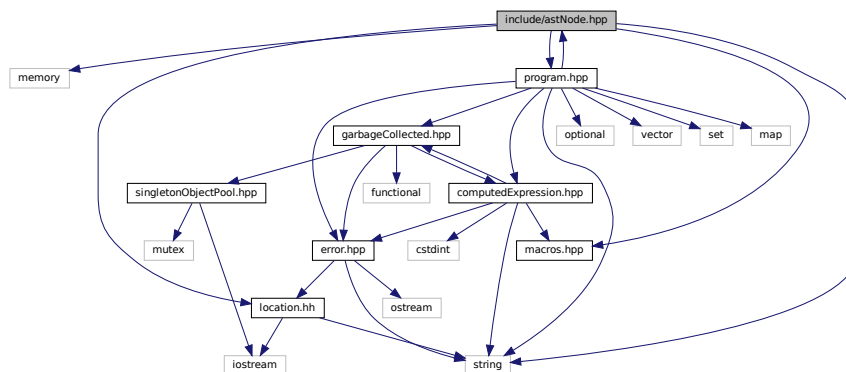 include/astNode.hpp
memory
program.hpp
garbageCollected.hpp
optional
vector
set
map
singletonObjectPool.hpp
functional
computedExpression.hpp
mutex
error.hpp
cstdint
macros.hpp
location.hh
ostream
iostream
string